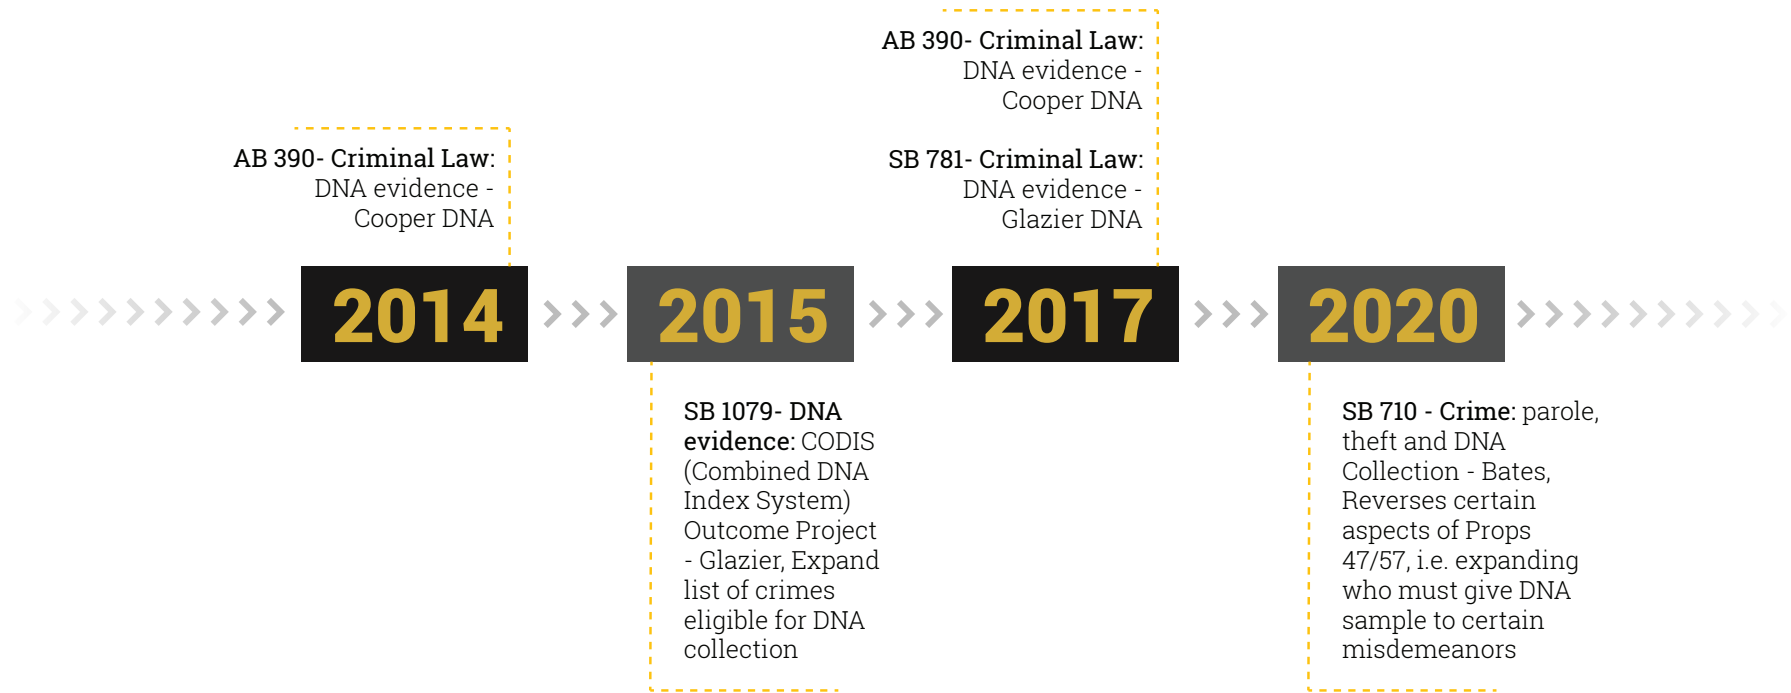 AB 390- Criminal Law:
DNA evidence -
Cooper DNA
2014
2015
SB 1079- DNA
evidence: CODIS
(Combined DNA
Index System)
Outcome Project
- Glazier, Expand
list of crimes
eligible for DNA
collection
AB 390- Criminal Law:
DNA evidence -
Cooper DNA
SB 781- Criminal Law:
DNA evidence -
Glazier DNA
2017
2020
SB 710 - Crime: parole,
theft and DNA
Collection - Bates,
Reverses certain
aspects of Props
47/57, i.e. expanding
who must give DNA
sample to certain
misdemeanors